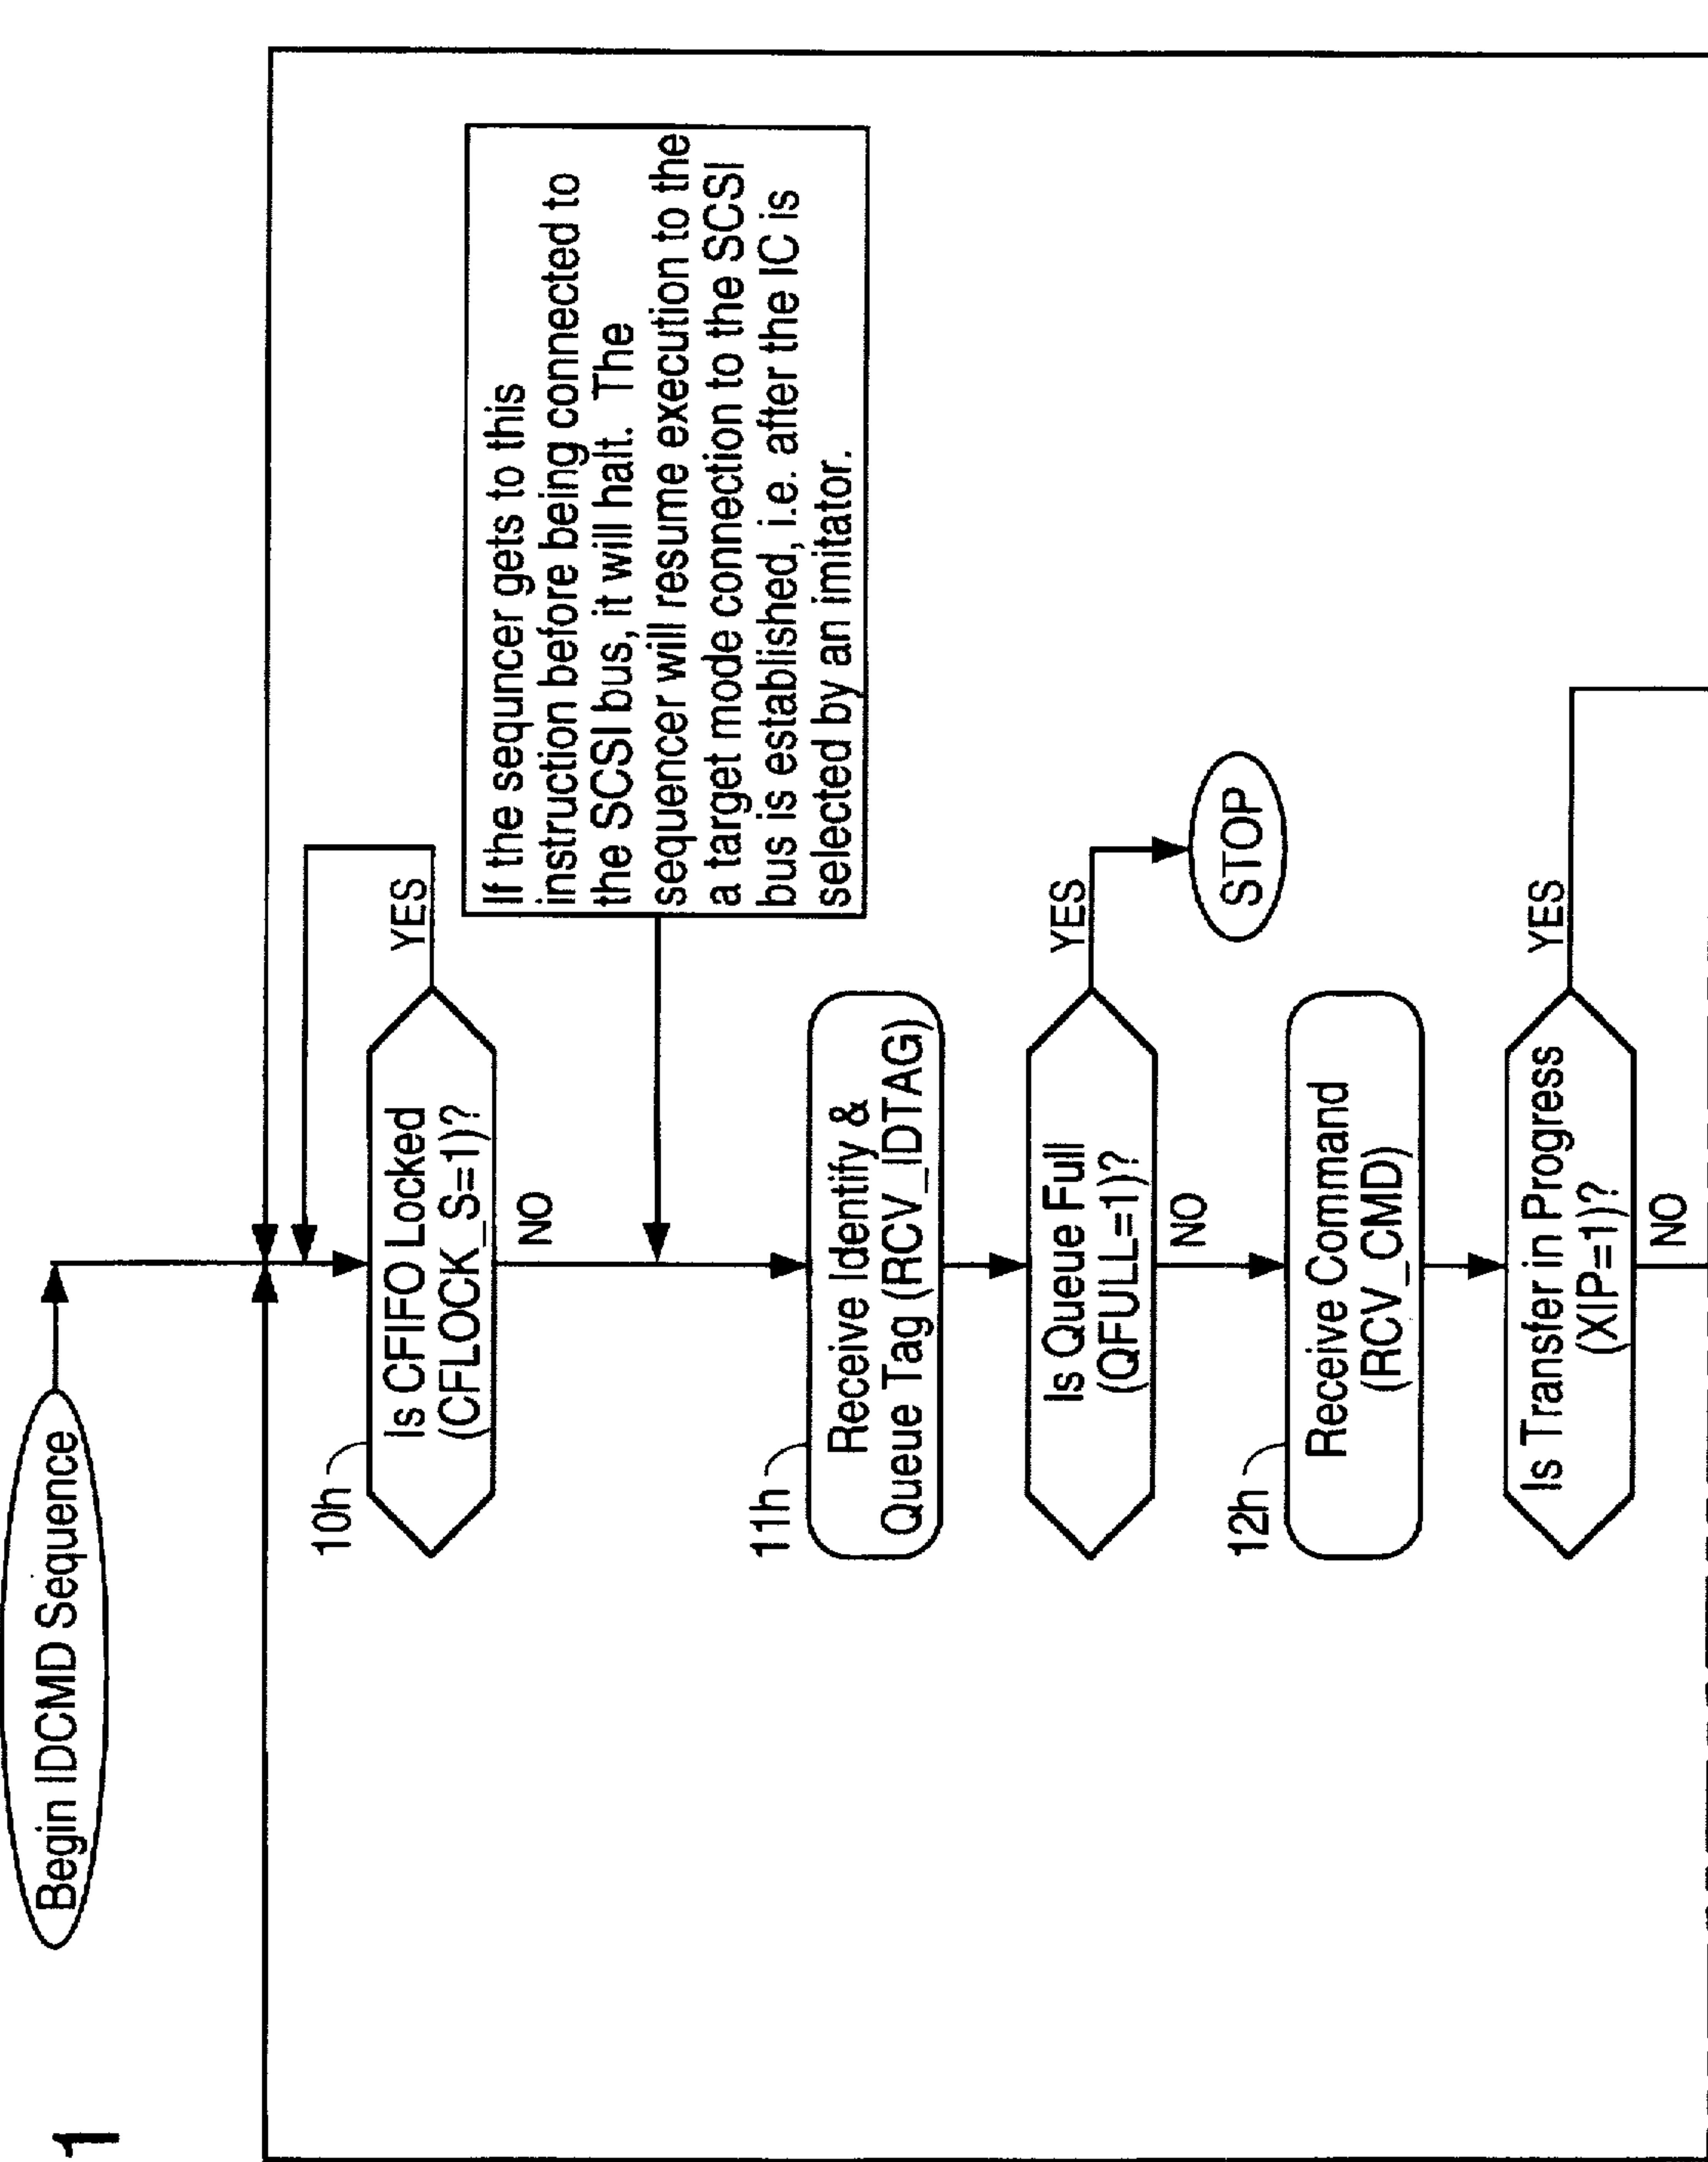 1
Begin IDCMD Sequence
10h
Is CFIFO Locked
(CFLOCK_S=1)?
YES
NO
If the sequncer gets to this
instruction before being connected to
the SCSI bus, it will halt. The
sequencer will resume execution to the
a target mode connection to the SCSI
bus is established, i.e. after the IC is
selected by an imitator.
11h
Receive Identify &
Queue Tag (RCV_IDTAG)
Is Queue Full
(QFULL=1)?
YES
STOP
NO
12h
Receive Command
(RCV_CMD)
Is Transfer in Progress
(XIP=1)?
YES
NO